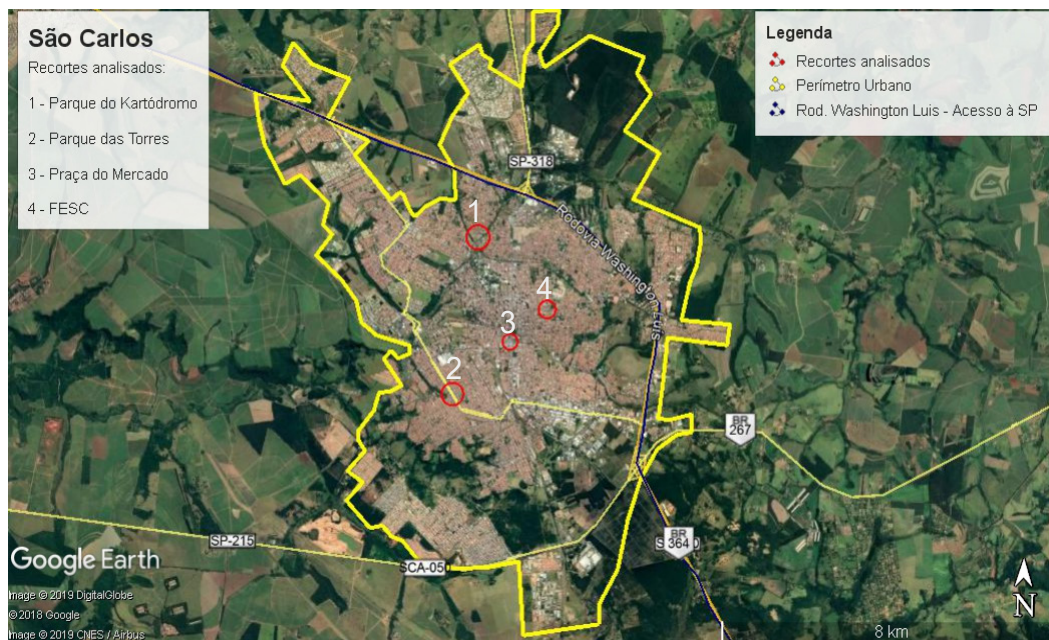 São Carlos
Recortes analisados:
1 - Parque do Kartódromo
2 - Parque das Torres
3 - Praça do Mercado
4 - FESC
Legenda
Recortes analisados
Perímetro Urbano
Rod. Washington Luis - Acesso à SP
SP-318
1
Rodovia Washington Luís
4
3
2
BR
267
BR
364
SP-215
SCA-050
Google Earth
Image © 2019 DigitalGlobe
©2018 Google
Image © 2019 CNES / Airbus
N
8 km